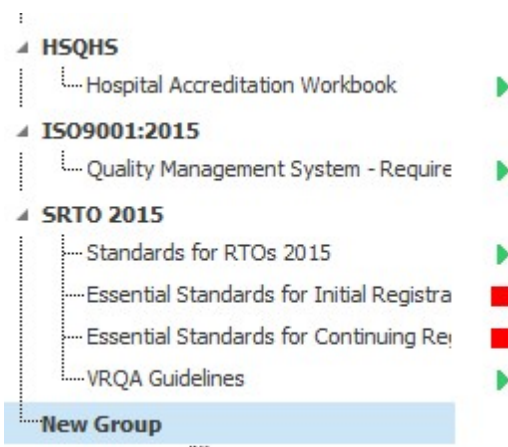 HSQHS
Hospital Accreditation Workbook
ISO9001:2015
Quality Management System - Require
SRTO 2015
Standards for RTOs 2015
Essential Standards for Initial Registra
Essential Standards for Continuing Reg
VRQA Guidelines
New Group